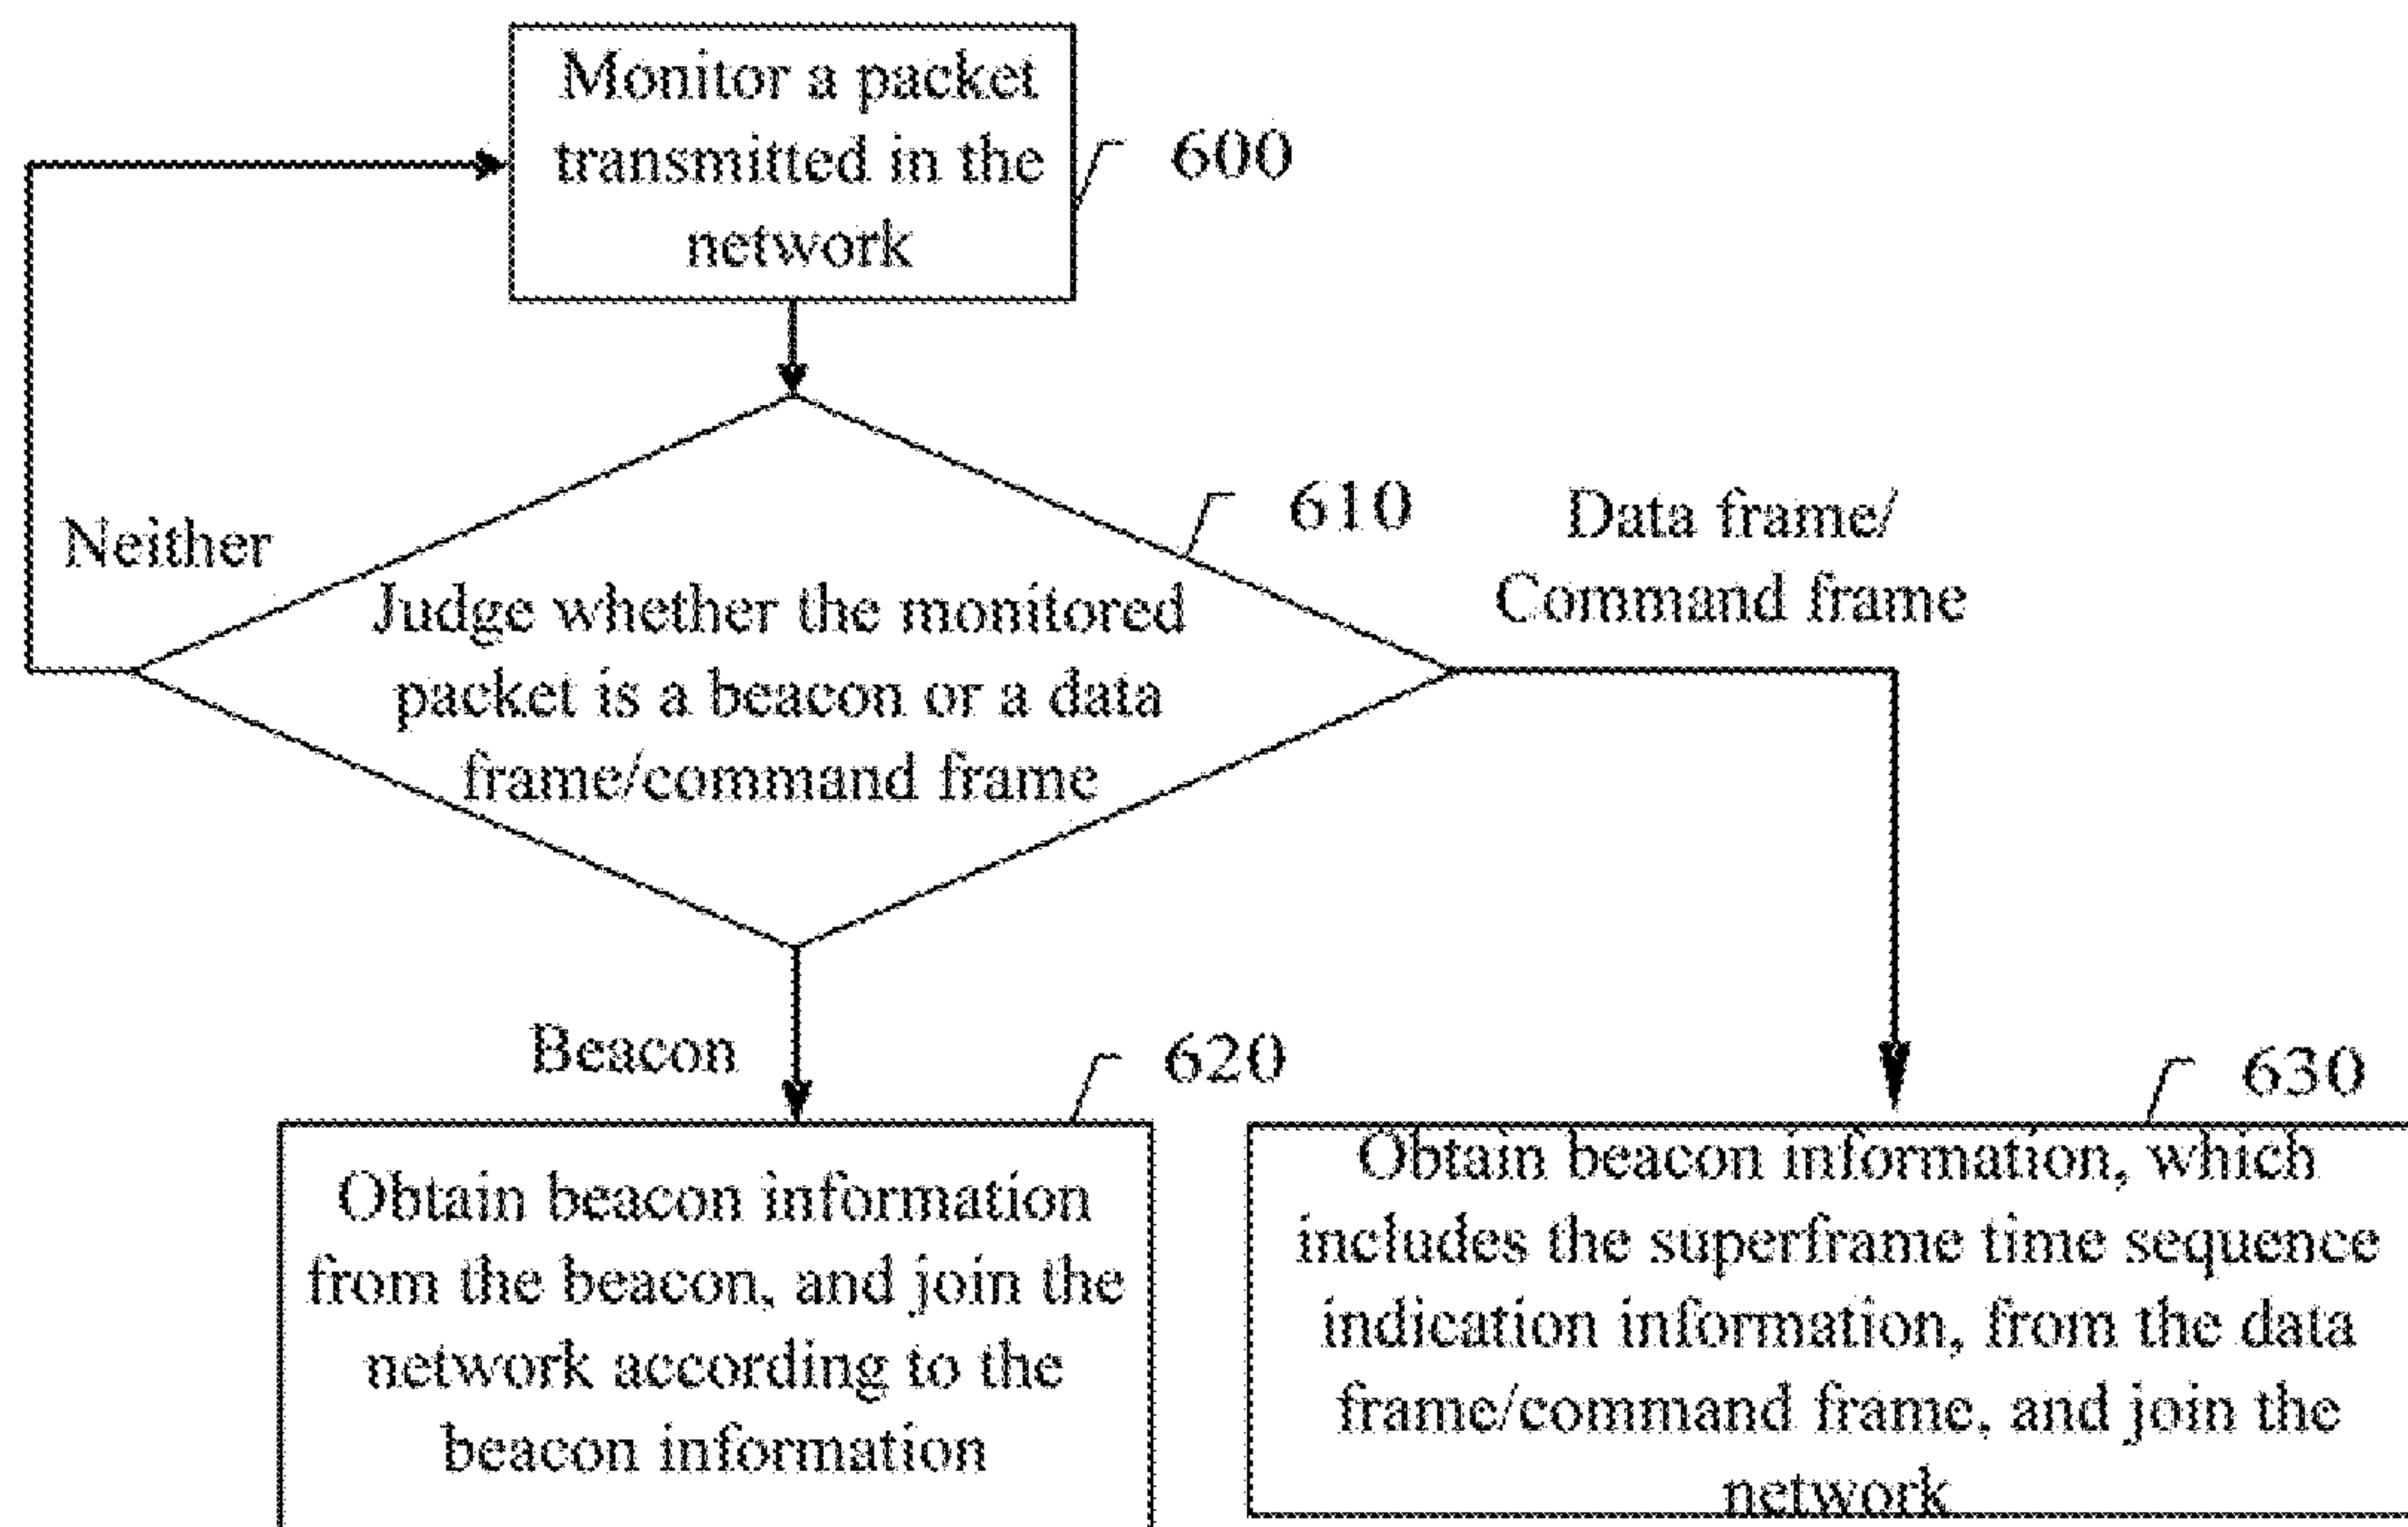 Monitor a packet
transmitted in the
network
600
Neither
610
Data frame/
Command frame
Judge whether the monitored
packet is a beacon or a data
frame/command frame
Beacon
620
630
Obtain beacon information
from the beacon, and join the
network according to the
beacon information
Obtain beacon information, which
includes the superframe time sequence
indication information, from the data
frame/command frame, and join the
network